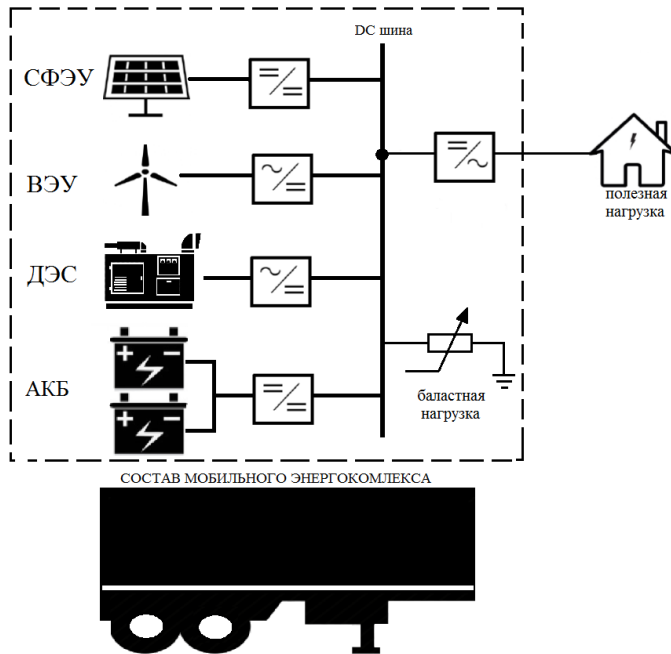 DC шина
СФЭУ
ВЭУ
полезная
нагрузка
ДЭС
АКБ
баластная
нагрузка
СОСТАВ МОБИЛЬНОГО ЭНЕРГОКОМЛЕКСА